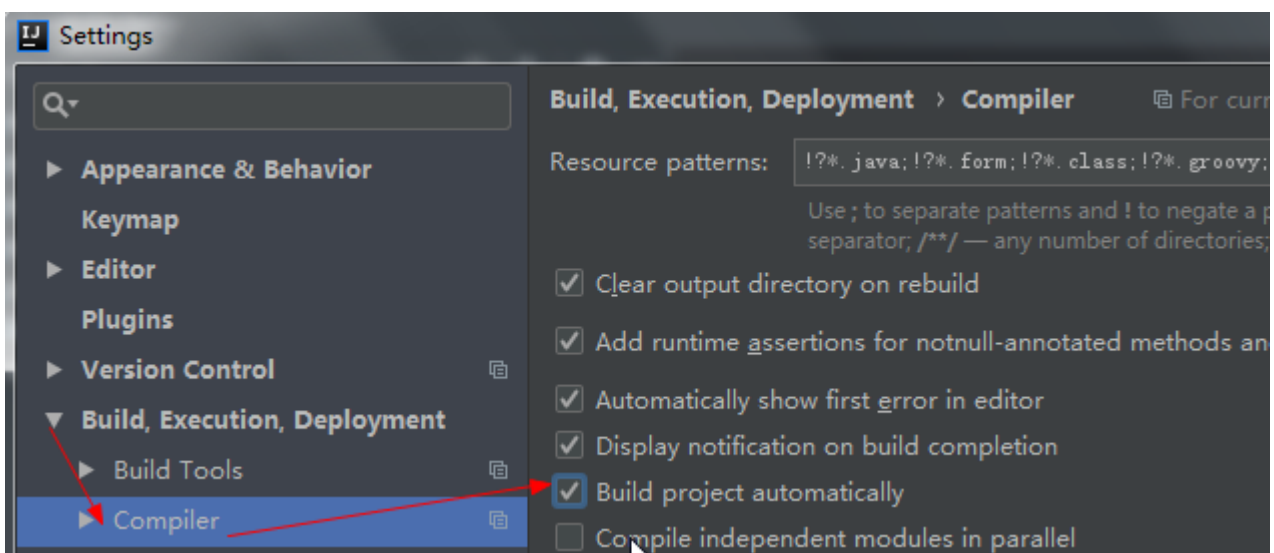 Settings
Build, Execution, Deployment › Compiler For curr
Appearance & Behavior
Resource patterns: !?*.java;!?*.form;!?*.class;!?*.groovy;
Keymap
Use ; to separate patterns and ! to negate a p
separator; /**/ — any number of directories;
Editor
Clear output directory on rebuild
Plugins
Add runtime assertions for notnull-annotated methods an
Version Control
Automatically show first error in editor
Build, Execution, Deployment
Display notification on build completion
Build Tools
Build project automatically
Compiler
Compile independent modules in parallel